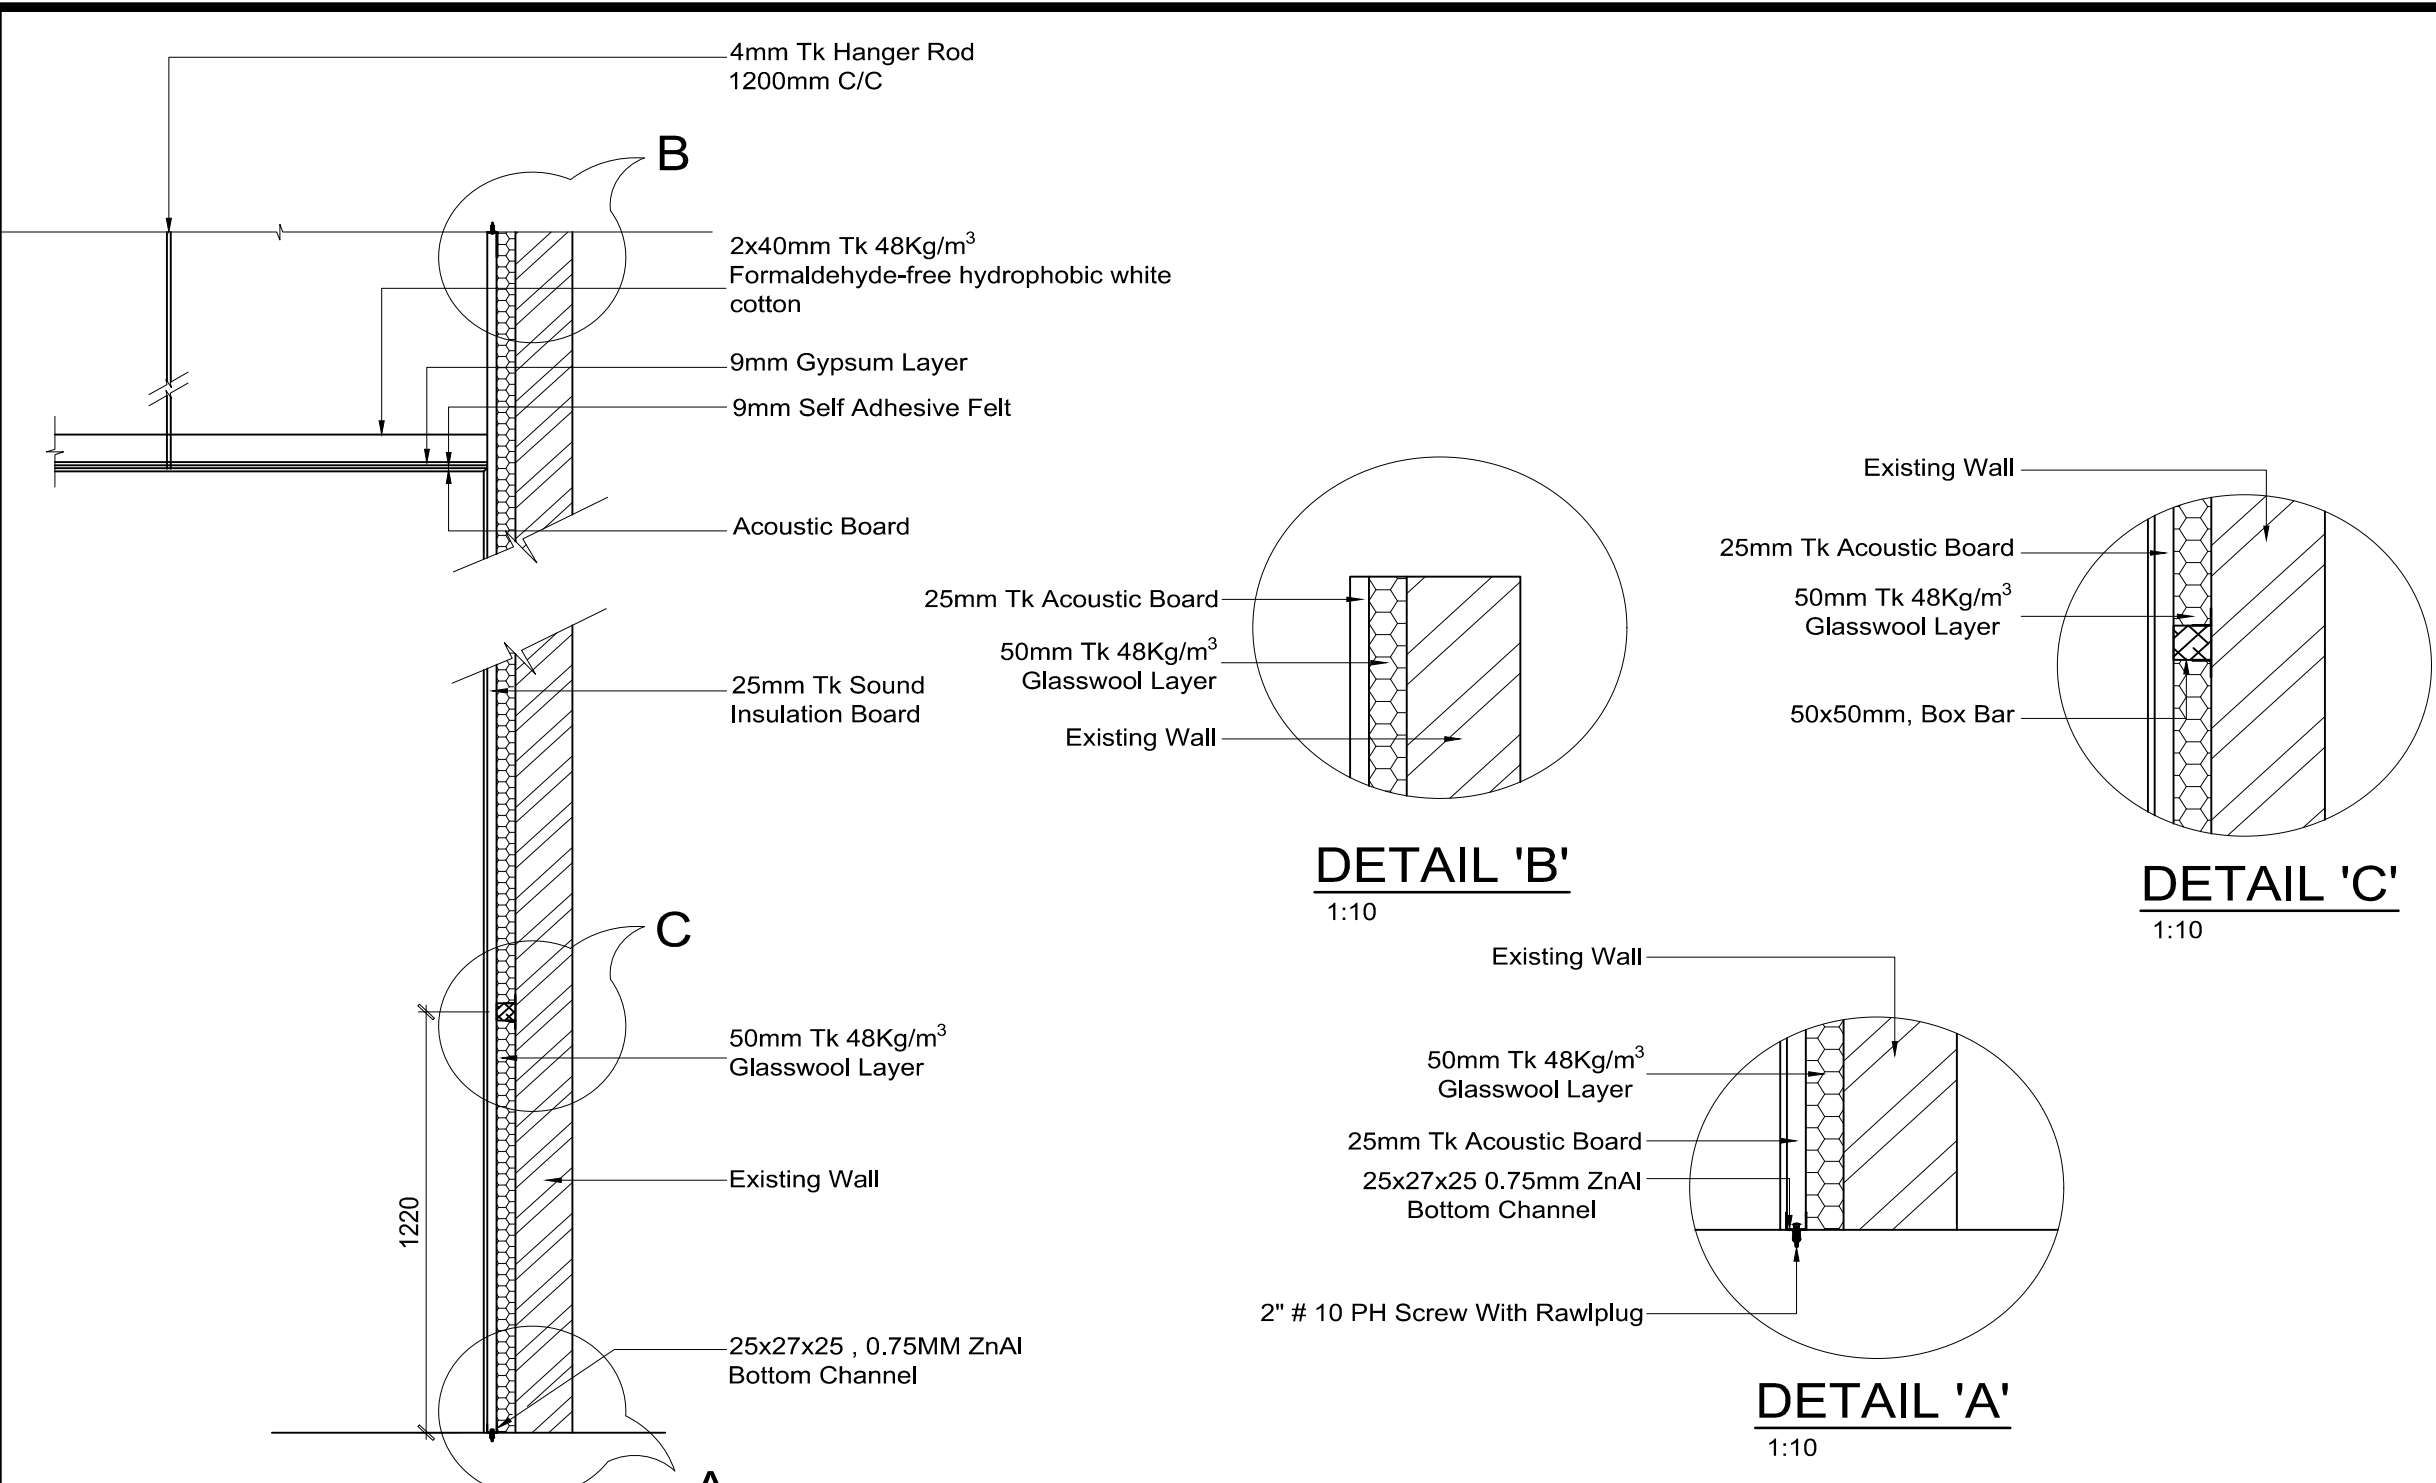 4mm Tk Hanger Rod
1200mm C/C
B
2x40mm Tk 48Kg/m³
Formaldehyde-free hydrophobic white
cotton
9mm Gypsum Layer
9mm Self Adhesive Felt
Acoustic Board
25mm Tk Sound
Insulation Board
C
50mm Tk 48Kg/m³
Glasswool Layer
Existing Wall
1220
25x27x25 , 0.75MM ZnAl
Bottom Channel
A
25mm Tk Acoustic Board
50mm Tk 48Kg/m³
Glasswool Layer
Existing Wall
DETAIL 'B'
1:10
Existing Wall
25mm Tk Acoustic Board
50mm Tk 48Kg/m³
Glasswool Layer
50x50mm, Box Bar
DETAIL 'C'
1:10
Existing Wall
50mm Tk 48Kg/m³
Glasswool Layer
25mm Tk Acoustic Board
25x27x25 0.75mm ZnAl
Bottom Channel
2" # 10 PH Screw With Rawlplug
DETAIL 'A'
1:10